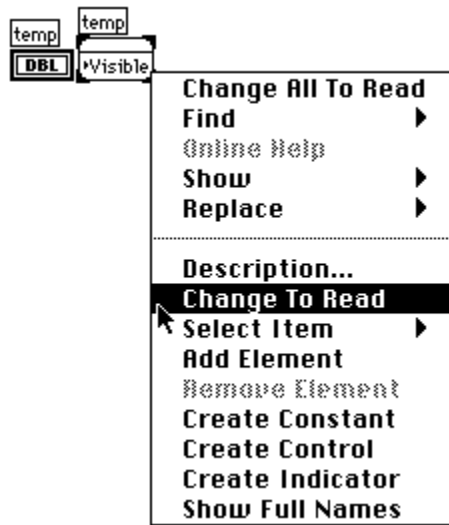 temp
temp
DBL
Visible
Change All To Read
Find
Online Help
Show
Replace
Description...
Change To Read
Select Item
Add Element
Remove Element
Create Constant
Create Control
Create Indicator
Show Full Names